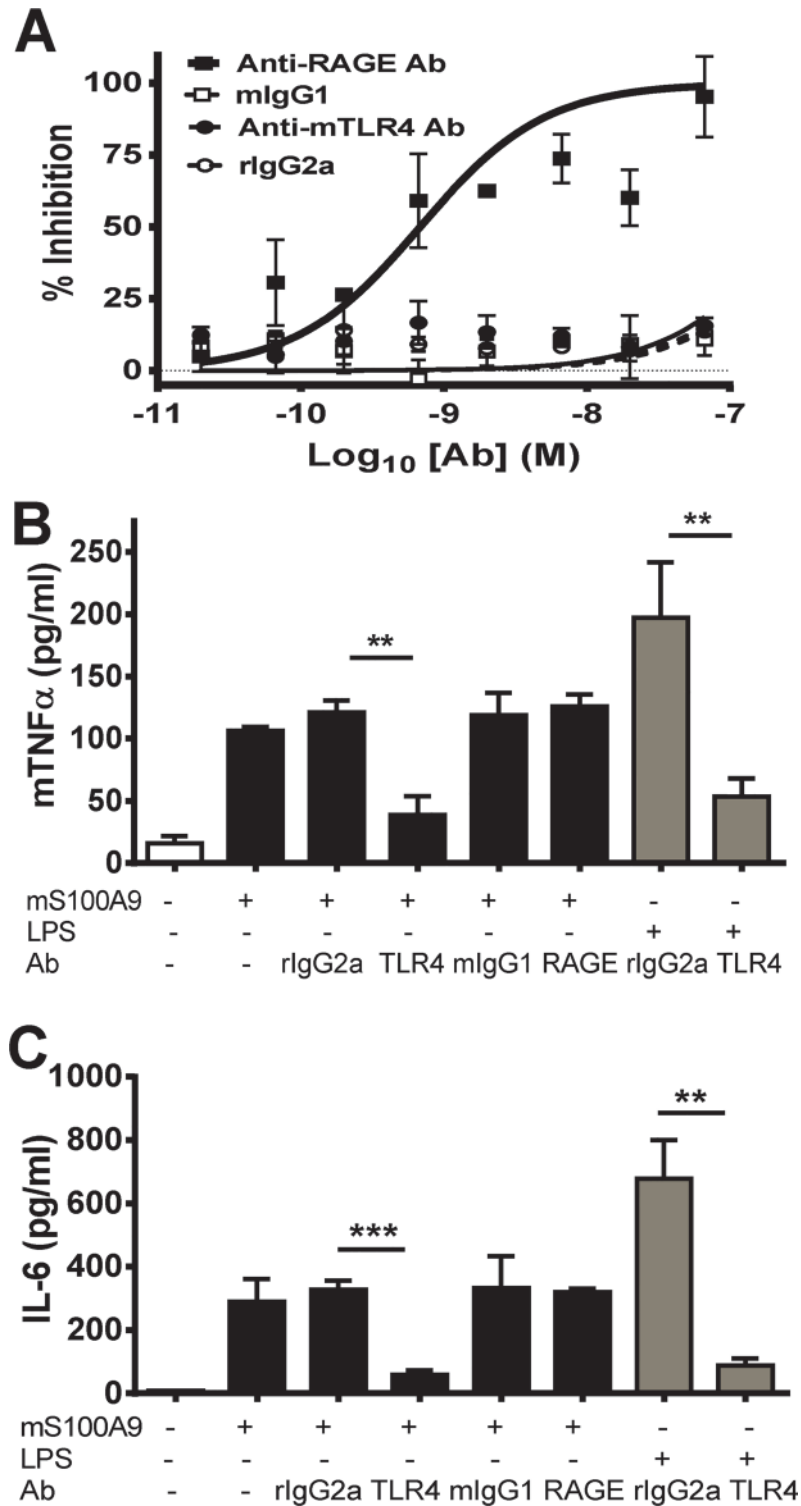 A
Anti-RAGE Ab
mIgG1
Anti-mTLR4 Ab
rIgG2a
% Inhibition
100
75
50
25
0
-11 -10 -9 -8 -7
Log10 [Ab] (M)
B
mTNFα (pg/ml)
250
200
150
100
50
0
** **
mS100A9 - + + + + + - -
LPS - - - - - - + +
Ab - - rIgG2a TLR4 mIgG1 RAGE rIgG2a TLR4
C
IL-6 (pg/ml)
1000
800
600
400
200
0
*** **
mS100A9 - + + + + + - -
LPS - - - - - - + +
Ab - - rIgG2a TLR4 mIgG1 RAGE rIgG2a TLR4